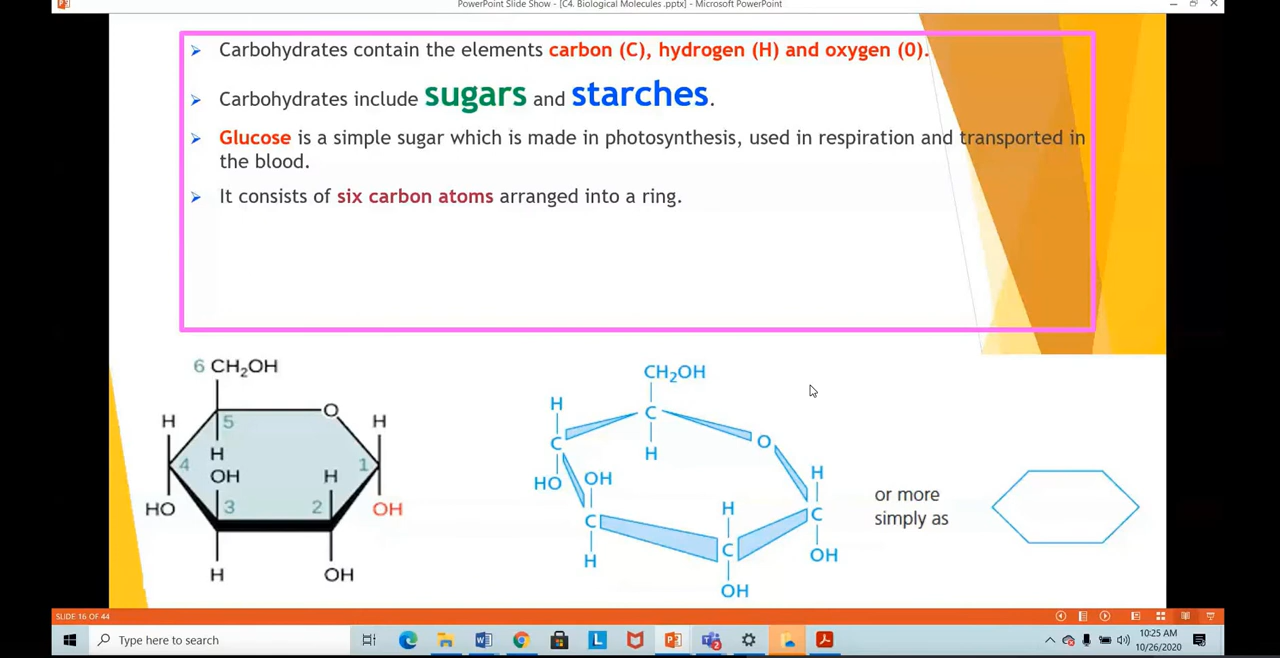 PowerPoint Slide Show - [C4. Biological Molecules .pptx] - Microsoft PowerPoint
Carbohydrates contain the elements carbon (C), hydrogen (H) and oxygen (0).
Carbohydrates include sugars and starches.
Glucose is a simple sugar which is made in photosynthesis, used in respiration and transported in
the blood.
It consists of six carbon atoms arranged into a ring.
6 CH₂OH
O
H
H
5
H
4
1
OH
H
HO
3
2
OH
H
OH
CH₂OH
H
C
C
O
H
HO
OH
H
C
H
C
C
H
OH
OH
or more
simply as
SLIDE 16 OF 44
Type here to search
10:25 AM
10/26/2020